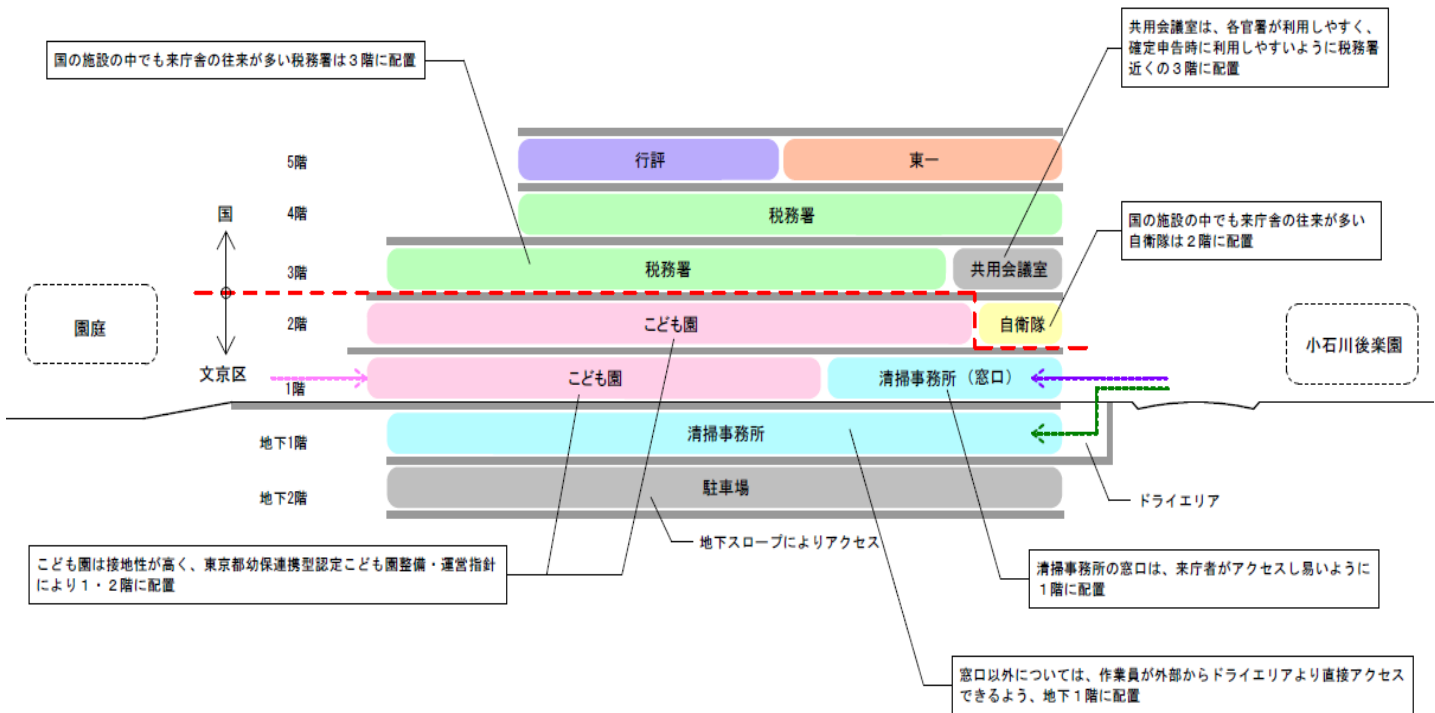 共用会議室は、各官署が利用しやすく、
確定申告時に利用しやすいように税務署
近くの３階に配置
国の施設の中でも来庁舎の往来が多い税務署は３階に配置
5階
行評
東一
4階
税務署
国の施設の中でも来庁舎の往来が多い
自衛隊は２階に配置
国
3階
税務署
共用会議室
園庭
2階
こども園
自衛隊
小石川後楽園
文京区
1階
こども園
清掃事務所（窓口）
地下1階
清掃事務所
地下2階
駐車場
ドライエリア
地下スロープによりアクセス
こども園は接地性が高く、東京都幼保連携型認定こども園整備・運営指針
により１・２階に配置
清掃事務所の窓口は、来庁者がアクセスし易いように
１階に配置
窓口以外については、作業員が外部からドライエリアより直接アクセス
できるよう、地下１階に配置